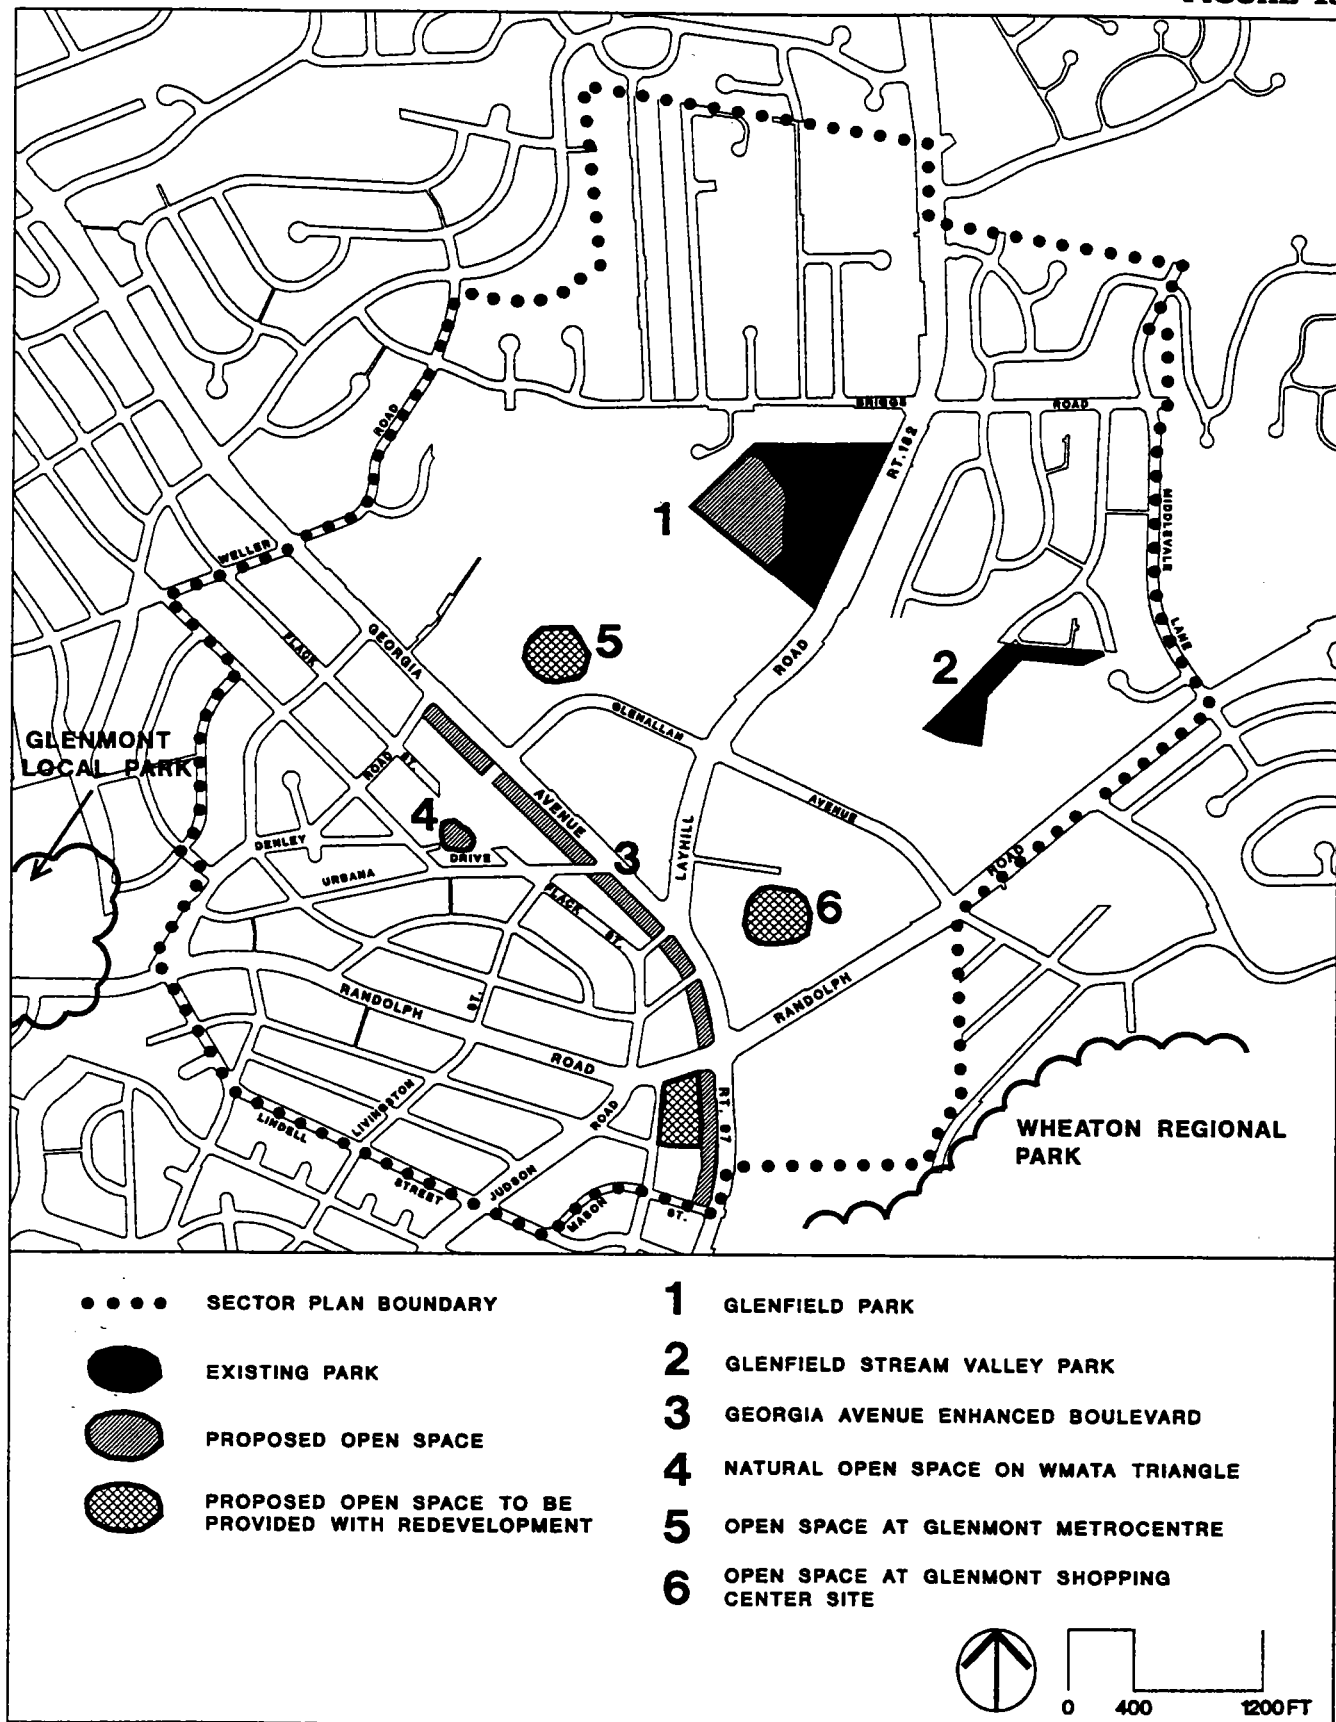 BRIGGS
ROAD
RT. 182
ROAD
1
MIDDLEVALE
LANE
WELLER
FLACK
GEORGIA
5
2
GLENALLAN
ROAD
GLENMONT
LOCAL PARK
ROAD
ST.
AVENUE
AVENUE
4
DENLEY
DRIVE
3
LAYHILL
ROAD
URBANA
FLACK
ST.
6
RANDOLPH
RANDOLPH
ST.
ROAD
LIVINGSTON
ROAD
RT. 97
LINDELL
STREET
JUDSON
MASON
ST.
WHEATON REGIONAL
PARK
SECTOR PLAN BOUNDARY
EXISTING PARK
PROPOSED OPEN SPACE
PROPOSED OPEN SPACE TO BE
PROVIDED WITH REDEVELOPMENT
1 GLENFIELD PARK
2 GLENFIELD STREAM VALLEY PARK
3 GEORGIA AVENUE ENHANCED BOULEVARD
4 NATURAL OPEN SPACE ON WMATA TRIANGLE
5 OPEN SPACE AT GLENMONT METROCENTRE
6 OPEN SPACE AT GLENMONT SHOPPING
CENTER SITE
0 400 1200 FT